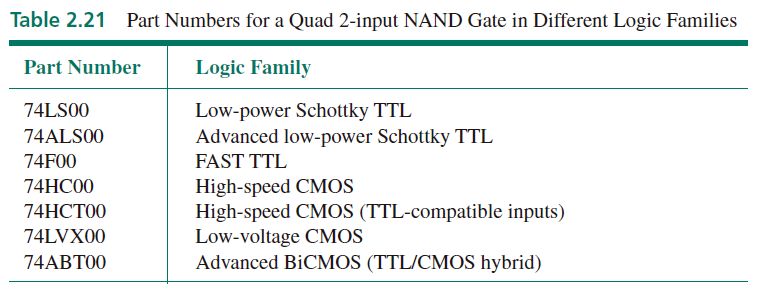 Table 2.21 Part Numbers for a Quad 2-input NAND Gate in Different Logic Families
Part Number Logic Family
74LS00 Low-power Schottky TTL
74ALS00 Advanced low-power Schottky TTL
74F00 FAST TTL
74HC00 High-speed CMOS
74HCT00 High-speed CMOS (TTL-compatible inputs)
74LVX00 Low-voltage CMOS
74ABT00 Advanced BiCMOS (TTL/CMOS hybrid)